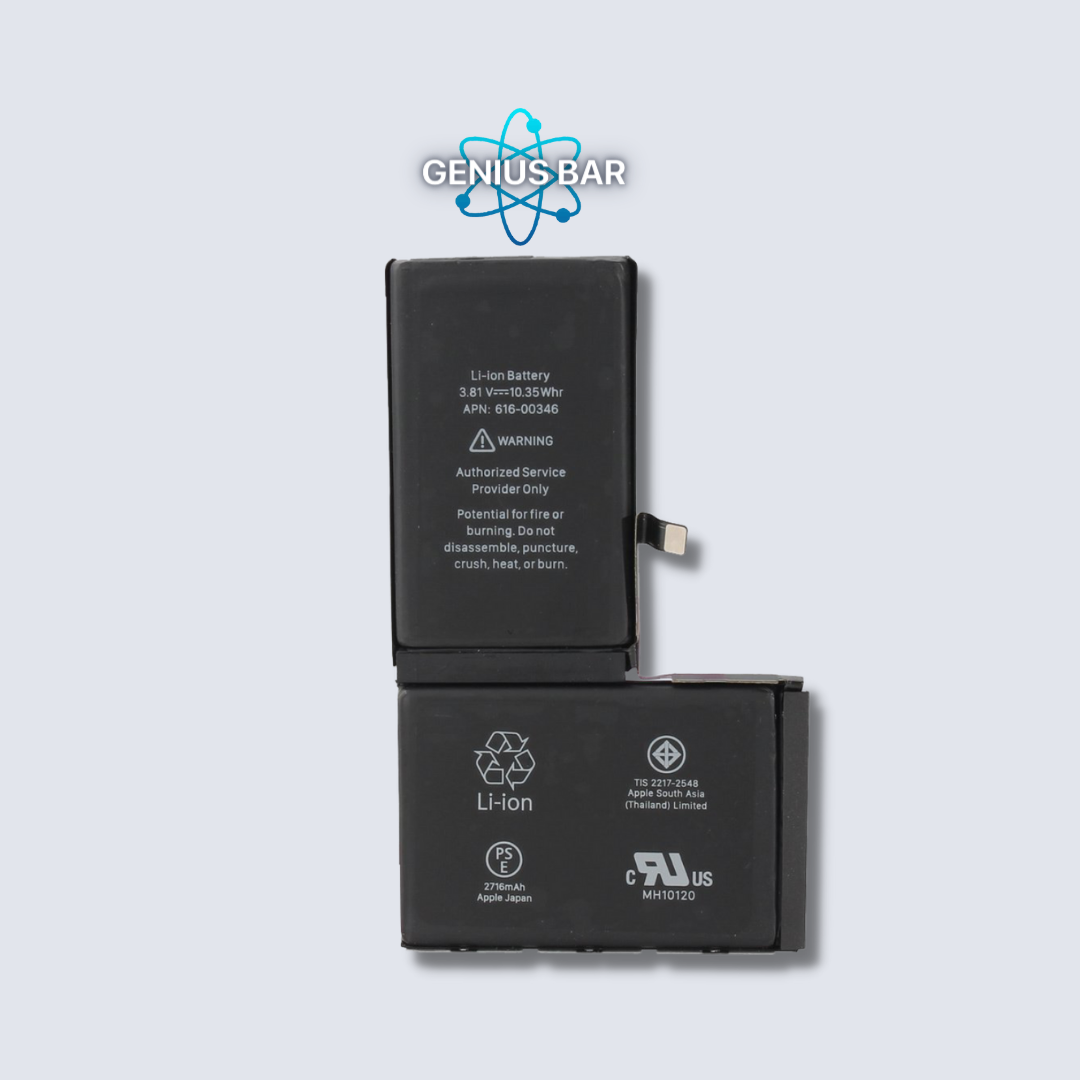 GENIUS BAR
Li-ion Battery
3.81 V⎓10.35Whr
APN: 616-00346
⚠ WARNING
Authorized Service
Provider Only
Potential for fire or
burning. Do not
disassemble, puncture,
crush, heat, or burn.
Li-ion
TIS 2217-2548
Apple South Asia
(Thailand) Limited
PS
E
2716mAh
Apple Japan
c RU US
MH10120